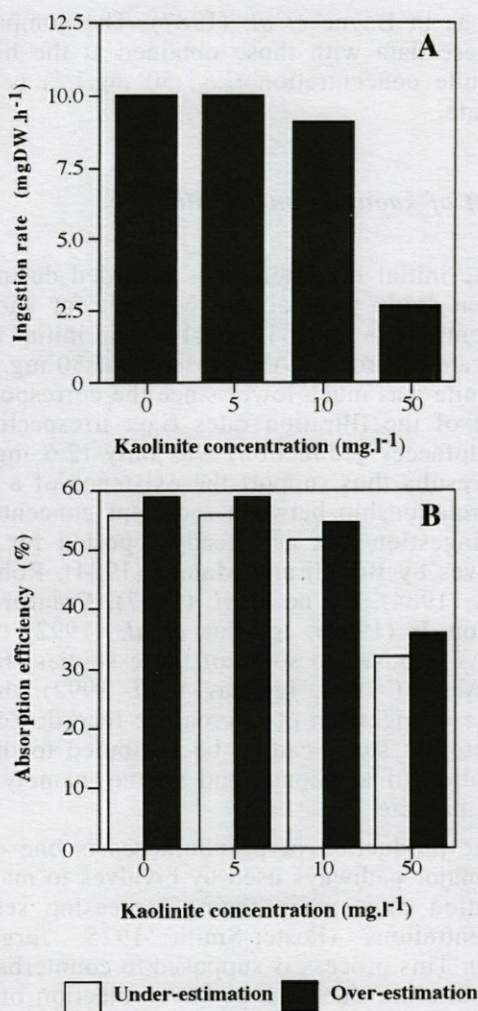 A
Ingestion rate (mgDW.h-1)
12.5
10.0
7.5
5.0
2.5
0
0 5 10 50
Kaolinite concentration (mg.l-1)
B
Absorption efficiency (%)
60
50
40
30
20
10
0
0 5 10 50
Kaolinite concentration (mg.l-1)
Under-estimation Over-estimation